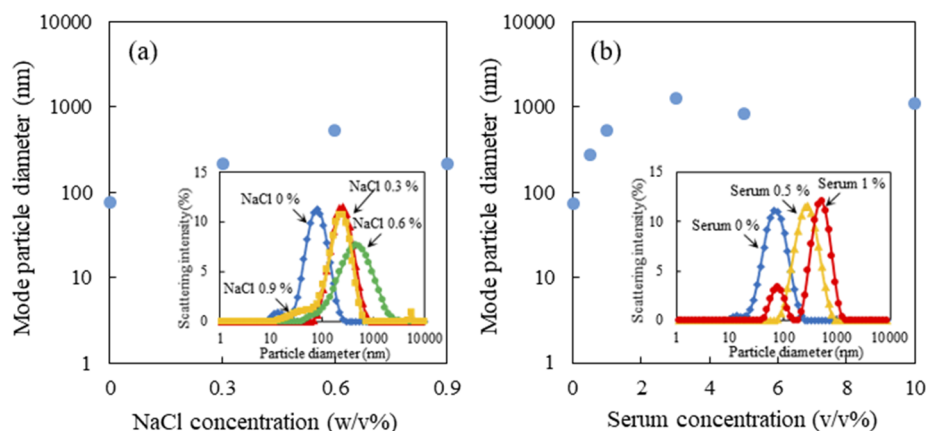 (a)
Mode particle diameter (nm)
10000
1000
100
10
1
0
0.3
0.6
0.9
NaCl concentration (w/v%)
Scattering intensity (%)
15
10
5
0
1
10
100
1000
10000
Particle diameter (nm)
NaCl 0 %
NaCl 0.3 %
NaCl 0.6 %
NaCl 0.9 %
(b)
Mode particle diameter (nm)
10000
1000
100
10
1
0
2
4
6
8
10
Serum concentration (v/v%)
Scattering intensity (%)
15
10
5
0
1
10
100
1000
10000
Particle diameter (nm)
Serum 0 %
Serum 0.5 %
Serum 1 %